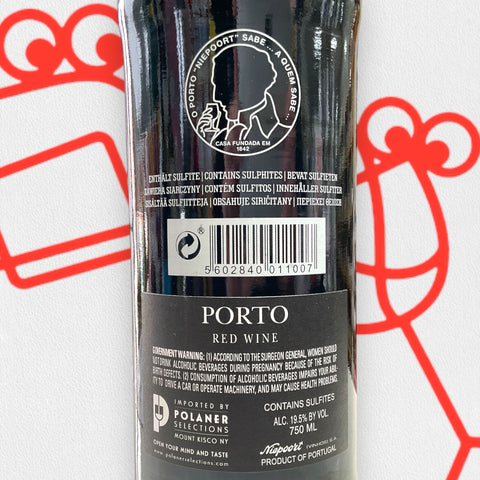 O PORTO "NIEPOORT" SABE ... A QUEM SABE ...
CASA FUNDADA EM
1842
ENTHÄLT SULFITE | CONTAINS SULPHITES | BEVAT SULFIETEN
ZAWIERA SIARCZYNY | CONTÉM SULFITOS | INNEHÅLLER SULFITER
SISÄLTÄÄ SULFIITTEJA | OBSAHUJE SIRIČITANY | ΠΕΡΙΕΧΕΙ ΘΕΙΩΔΗ
5 602840 011007
PORTO
RED WINE
GOVERNMENT WARNING: (1) ACCORDING TO THE SURGEON GENERAL, WOMEN SHOULD
NOT DRINK ALCOHOLIC BEVERAGES DURING PREGNANCY BECAUSE OF THE RISK OF
BIRTH DEFECTS. (2) CONSUMPTION OF ALCOHOLIC BEVERAGES IMPAIRS YOUR ABIL-
ITY TO DRIVE A CAR OR OPERATE MACHINERY, AND MAY CAUSE HEALTH PROBLEMS.
IMPORTED BY
POLANER
SELECTIONS
MOUNT KISCO NY
OPEN YOUR MIND AND TASTE
www.polanerselections.com
CONTAINS SULFITES
ALC. 19.5% BY VOL.
750 ML
Niepoort (VINHOS) S.A.
PRODUCT OF PORTUGAL